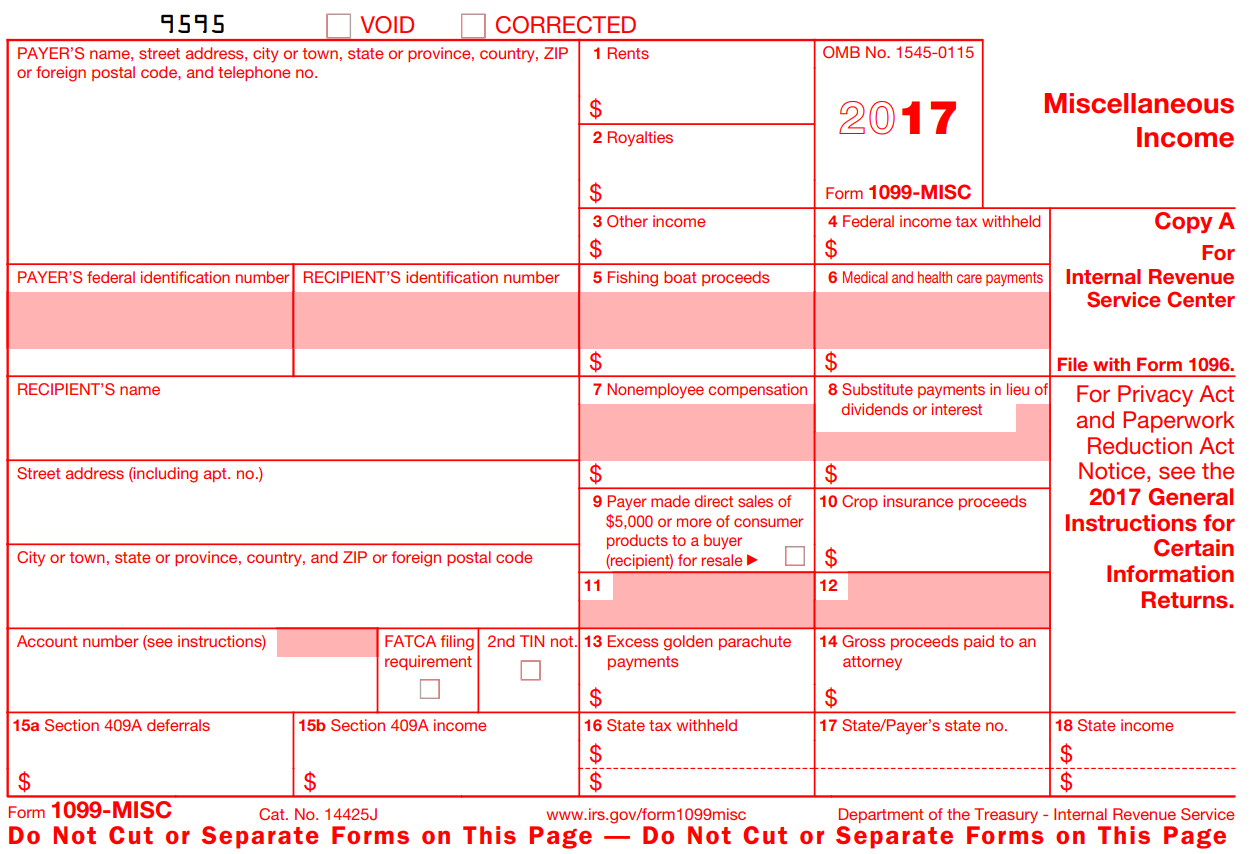 9595 VOID CORRECTED
PAYER'S name, street address, city or town, state or province, country, ZIP
or foreign postal code, and telephone no.
1 Rents
$
2 Royalties
$
OMB No. 1545-0115
2017
Form 1099-MISC
Miscellaneous
Income
3 Other income
$
4 Federal income tax withheld
$
Copy A
For
Internal Revenue
Service Center
File with Form 1096.
PAYER'S federal identification number
RECIPIENT'S identification number
5 Fishing boat proceeds
$
6 Medical and health care payments
$
RECIPIENT'S name
7 Nonemployee compensation
$
8 Substitute payments in lieu of
dividends or interest
$
For Privacy Act
and Paperwork
Reduction Act
Notice, see the
2017 General
Instructions for
Certain
Information
Returns.
Street address (including apt. no.)
9 Payer made direct sales of
$5,000 or more of consumer
products to a buyer
(recipient) for resale ►
10 Crop insurance proceeds
$
City or town, state or province, country, and ZIP or foreign postal code
11
12
Account number (see instructions)
FATCA filing
requirement
2nd TIN not.
13 Excess golden parachute
payments
$
14 Gross proceeds paid to an
attorney
$
15a Section 409A deferrals
$
15b Section 409A income
$
16 State tax withheld
$
$
17 State/Payer's state no.
18 State income
$
$
Form 1099-MISC Cat. No. 14425J www.irs.gov/form1099misc Department of the Treasury - Internal Revenue Service
Do Not Cut or Separate Forms on This Page — Do Not Cut or Separate Forms on This Page